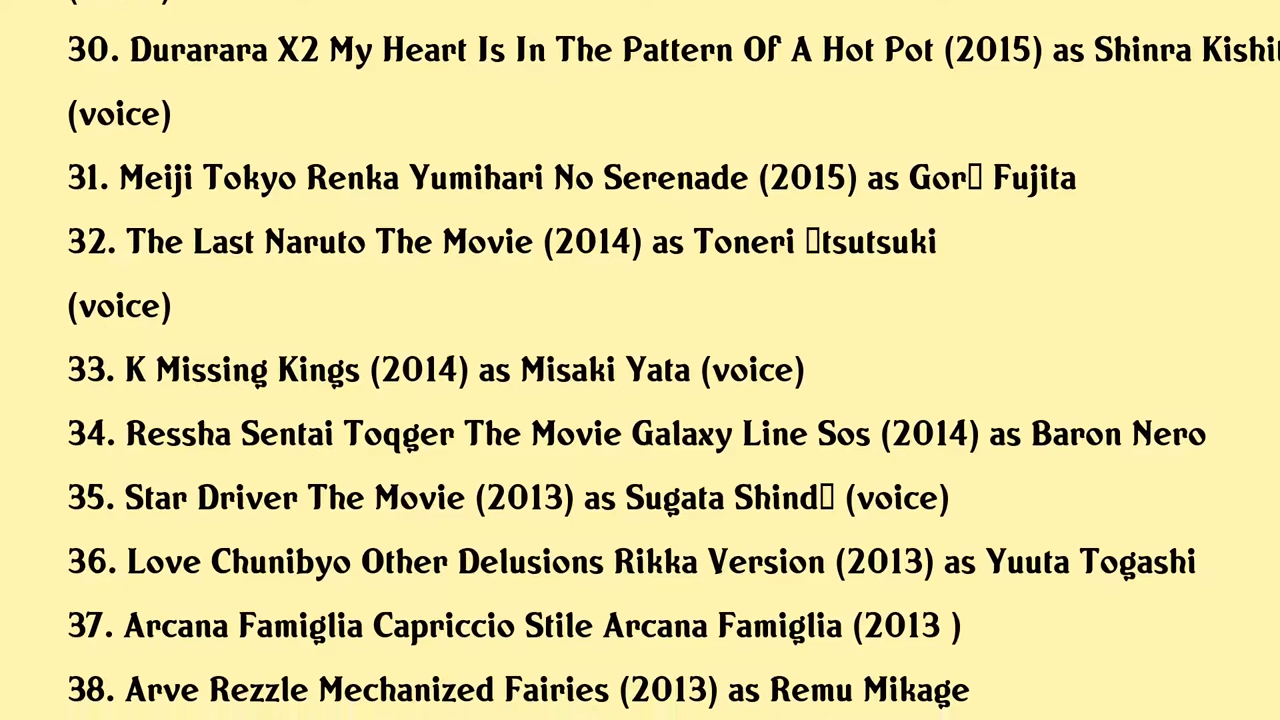 30. Durarara X2 My Heart Is In The Pattern Of A Hot Pot (2015) as Shinra
(voice)
31. Meiji Tokyo Renka Yumihari No Serenade (2015) as Gor▯ Fujita
32. The Last Naruto The Movie (2014) as Toneri ▯tsutsuki
(voice)
33. K Missing Kings (2014) as Misaki Yata (voice)
34. Ressha Sentai Toqger The Movie Galaxy Line Sos (2014) as Baron Nero
35. Star Driver The Movie (2013) as Sugata Shind▯ (voice)
36. Love Chunibyo Other Delusions Rikka Version (2013) as Yuuta Togashi
37. Arcana Famiglia Capriccio Stile Arcana Famiglia (2013 )
38. Arve Rezzle Mechanized Fairies (2013) as Remu Mikage